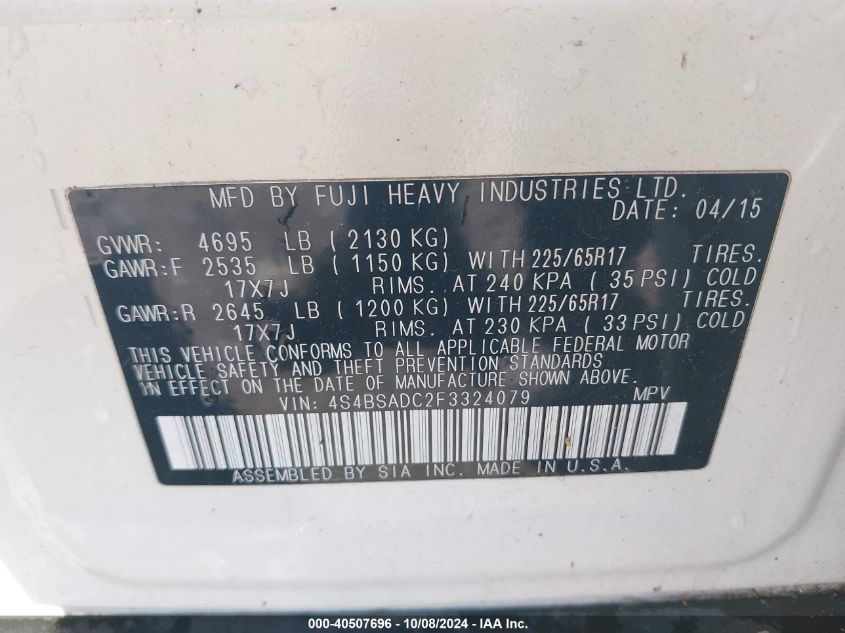 MFD BY FUJI HEAVY INDUSTRIES LTD.
DATE: 04/15
GVWR: 4695 LB ( 2130 KG)
GAWR:F 2535 LB ( 1150 KG) WITH 225/65R17 TIRES.
17X7J RIMS. AT 240 KPA ( 35 PSI) COLD
GAWR:R 2645 LB ( 1200 KG) WITH 225/65R17 TIRES.
17X7J RIMS. AT 230 KPA ( 33 PSI) COLD
THIS VEHICLE CONFORMS TO ALL APPLICABLE FEDERAL MOTOR
VEHICLE SAFETY AND THEFT PREVENTION STANDARDS
IN EFFECT ON THE DATE OF MANUFACTURE SHOWN ABOVE.
VIN: 4S4BSADC2F3324079 MPV
ASSEMBLED BY SIA INC. MADE IN U.S.A.
000-40507696 - 10/08/2024 - IAA Inc.